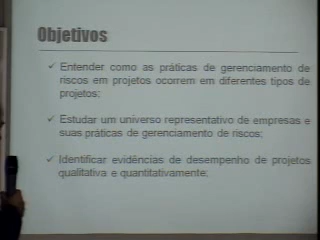 Objetivos
✓ Entender como as práticas de gerenciamento de
riscos em projetos ocorrem em diferentes tipos de
projetos;
✓ Estudar um universo representativo de empresas e
suas práticas de gerenciamento de riscos;
✓ Identificar evidências de desempenho de projetos
qualitativa e quantitativamente;